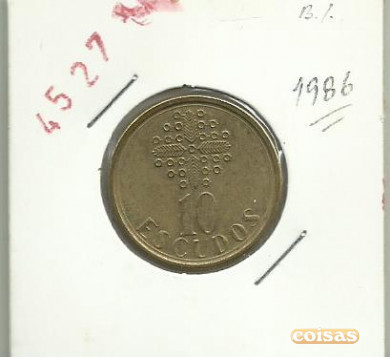 4527
B./.
1986
10
ESCUDOS
coisas